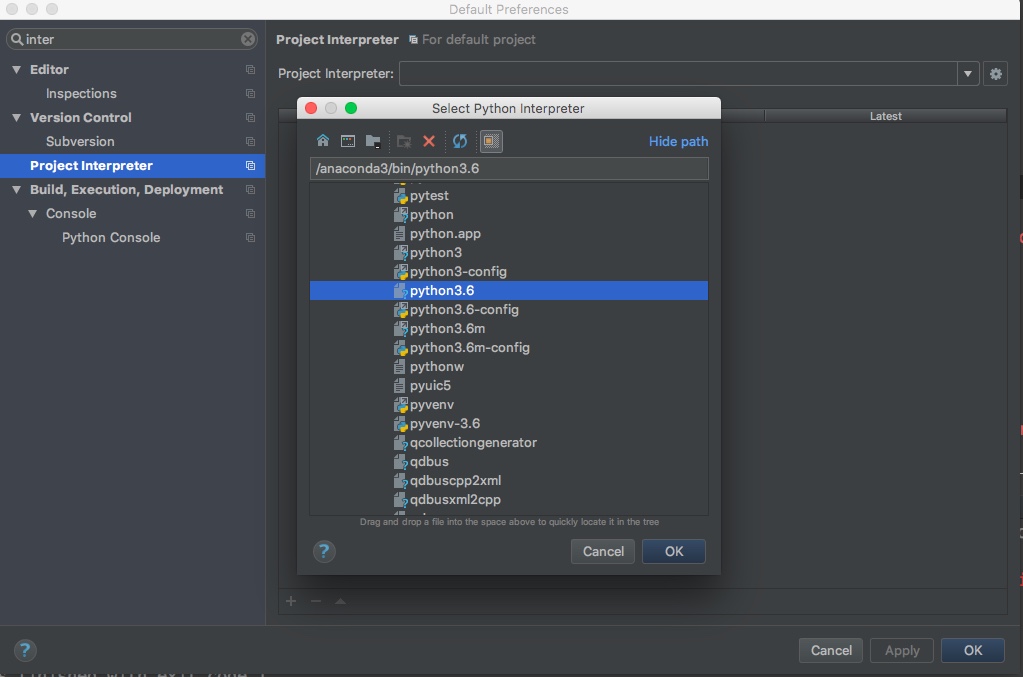 Default Preferences
inter
Project Interpreter For default project
Editor
Inspections
Version Control
Subversion
Project Interpreter
Build, Execution, Deployment
Console
Python Console
Project Interpreter:
Latest
Select Python Interpreter
Hide path
/anaconda3/bin/python3.6
pytest
python
python.app
python3
python3-config
python3.6
python3.6-config
python3.6m
python3.6m-config
pythonw
pyuic5
pyvenv
pyvenv-3.6
qcollectiongenerator
qdbus
qdbuscpp2xml
qdbusxml2cpp
Drag and drop a file into the space above to quickly locate it in the tree
? Cancel OK
? Cancel Apply OK